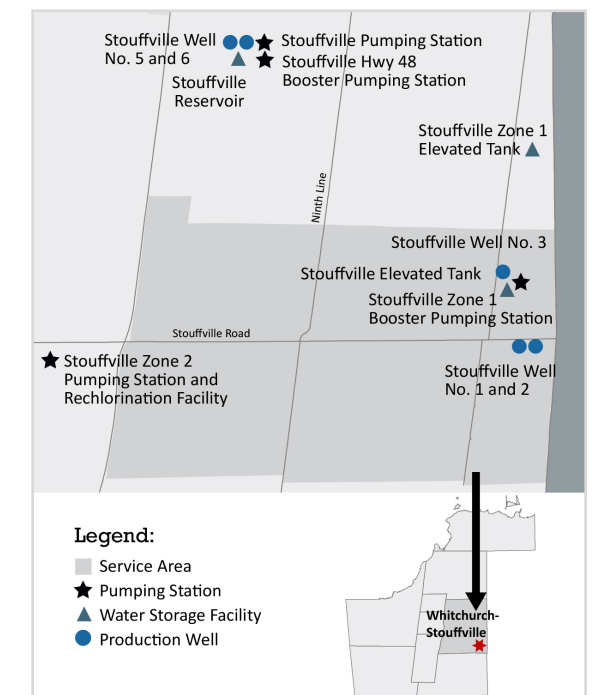 Stouffville Well
No. 5 and 6
Stouffville Pumping Station
Stouffville Hwy 48
Booster Pumping Station
Stouffville
Reservoir
Stouffville Zone 1
Elevated Tank
Ninth Line
Stouffville Well No. 3
Stouffville Elevated Tank
Stouffville Zone 1
Booster Pumping Station
Stouffville Road
Stouffville Zone 2
Pumping Station and
Rechlorination Facility
Stouffville Well
No. 1 and 2
Legend:
Service Area
Pumping Station
Water Storage Facility
Production Well
Whitchurch-
Stouffville